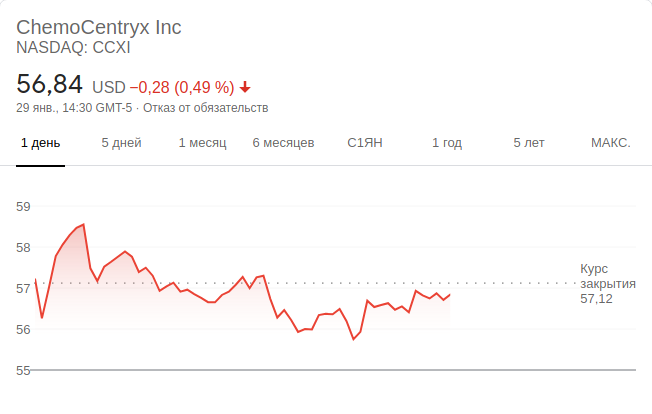 ChemoCentryx Inc
NASDAQ: CCXI
56,84 USD −0,28 (0,49 %)
29 янв., 14:30 GMT-5 · Отказ от обязательств
1 день 5 дней 1 месяц 6 месяцев С1ЯН 1 год 5 лет МАКС.
59
58
57
56
55
Курс
закрытия
57,12